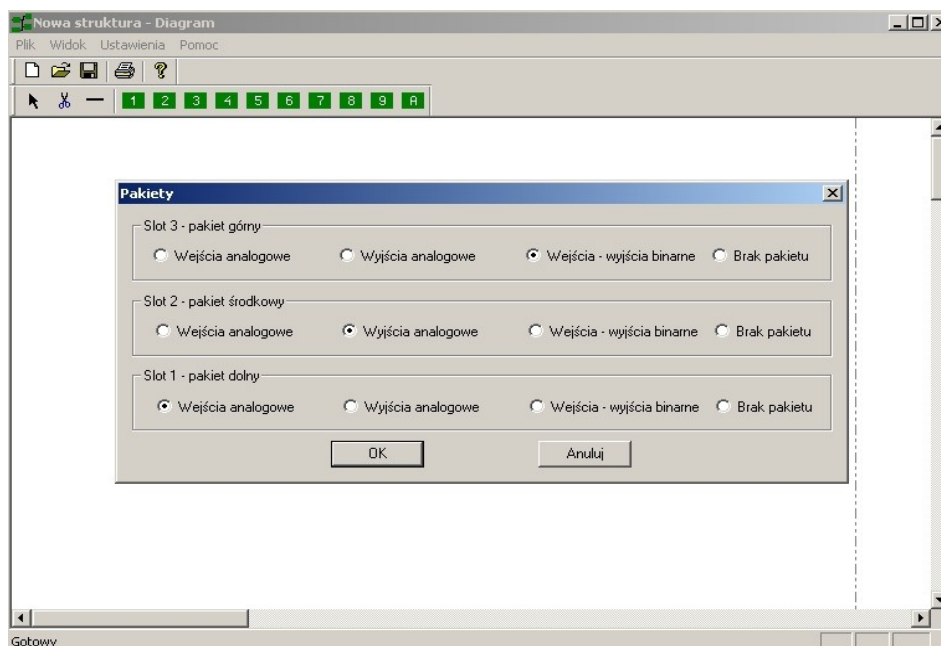 Nowa struktura - Diagram
Plik Widok Ustawienia Pomoc
1 2 3 4 5 6 7 8 9 A
Pakiety
Slot 3 - pakiet górny
Wejścia analogowe Wyjścia analogowe Wejścia - wyjścia binarne Brak pakietu
Slot 2 - pakiet środkowy
Wejścia analogowe Wyjścia analogowe Wejścia - wyjścia binarne Brak pakietu
Slot 1 - pakiet dolny
Wejścia analogowe Wyjścia analogowe Wejścia - wyjścia binarne Brak pakietu
OK Anuluj
Gotowy